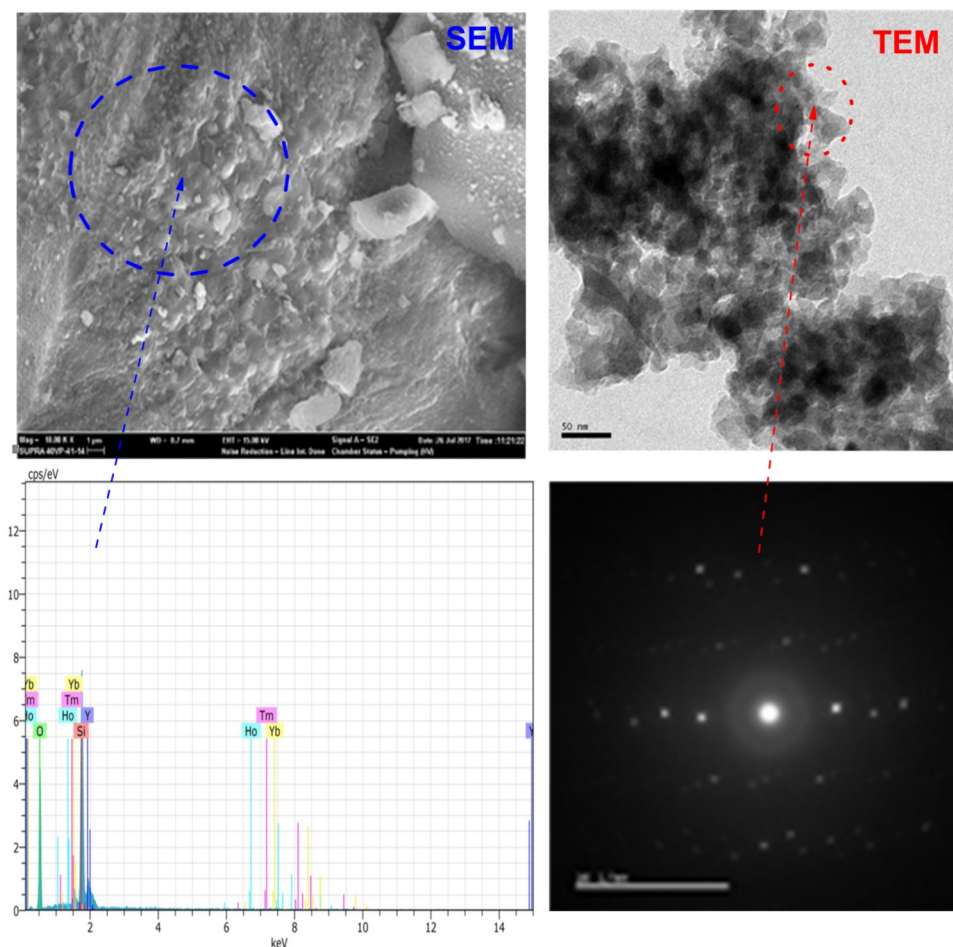 SEM
TEM
Mag = 10.00 K X 1 µm WD = 8.7 mm EHT = 15.00 kV Signal A = SE2 Date :26 Jul 2017 Time :11:21:22
SUPRA 40VP-41-14 Noise Reduction = Line Int. Done Chamber Status = Pumping (HV)
50 nm
cps/eV
12
10
8
6
4
2
0
Yb Yb
Tm Tm
Ho Ho Y
O Si
Tm
Ho Yb
Y
2 4 6 8 10 12 14
keV